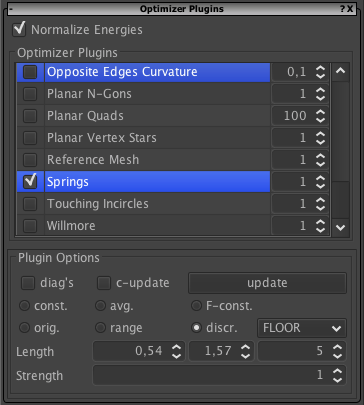 - Optimizer Plugins ? X
Normalize Energies
Optimizer Plugins
Opposite Edges Curvature 0,1
Planar N-Gons 1
Planar Quads 100
Planar Vertex Stars 1
Reference Mesh 1
Springs 1
Touching Incircles 1
Willmore 1
Plugin Options
diag's c-update update
const. avg. F-const.
orig. range discr. FLOOR
Length 0,54 1,57 5
Strength 1